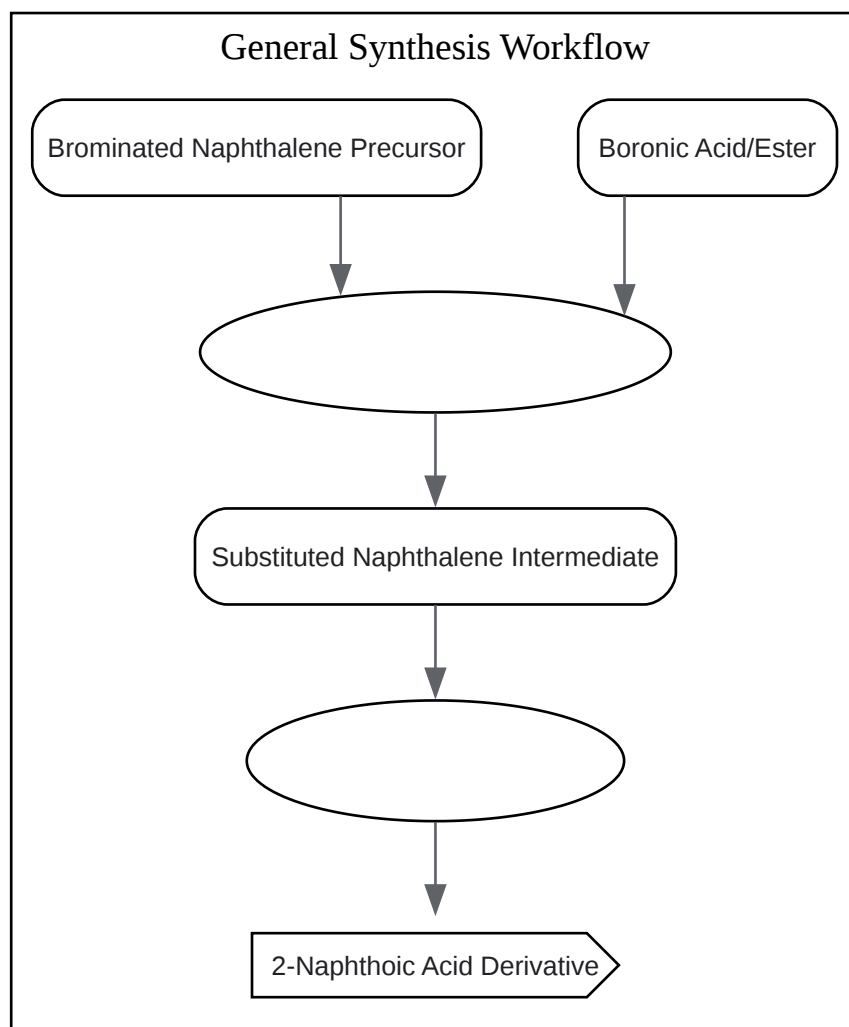 General Synthesis Workflow
Brominated Naphthalene Precursor
Boronic Acid/Ester
Substituted Naphthalene Intermediate
2-Naphthoic Acid Derivative